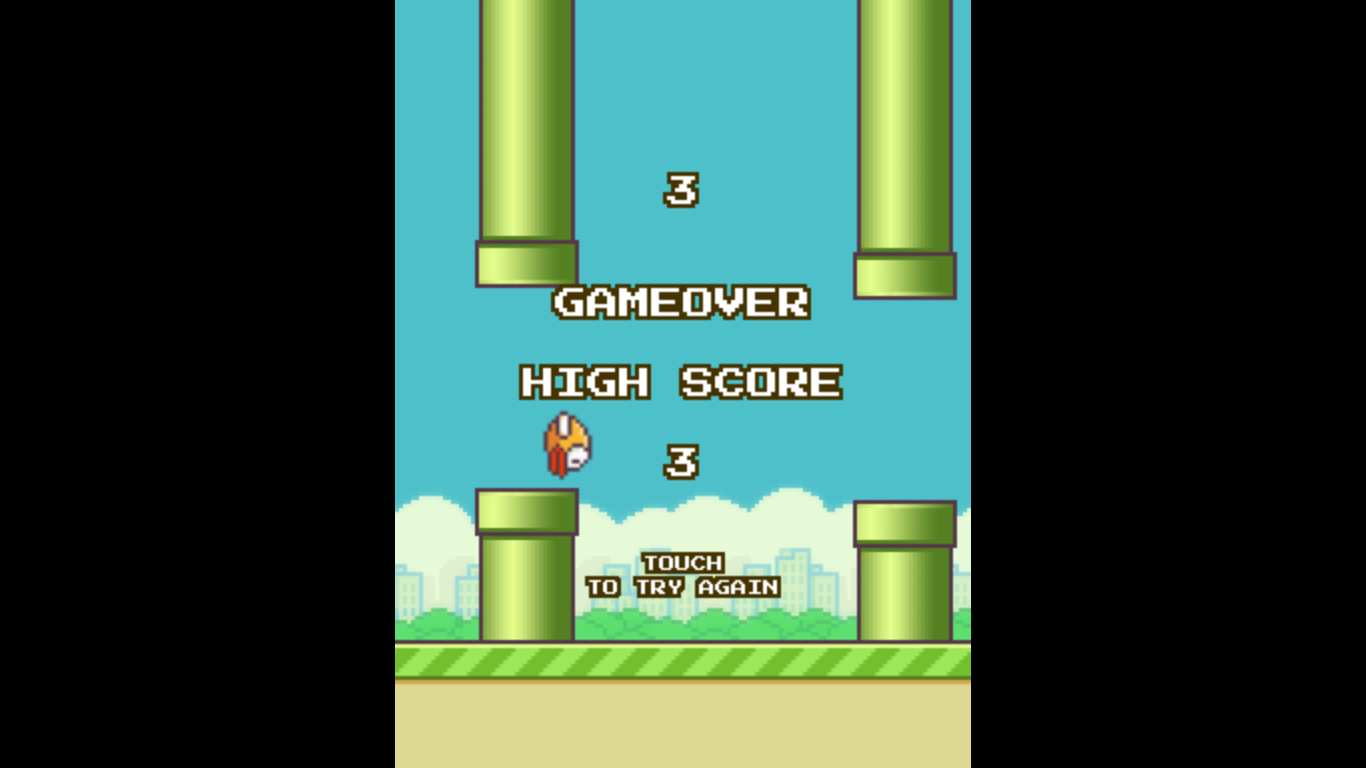 3
GAMEOVER
HIGH SCORE
3
TOUCH
TO TRY AGAIN